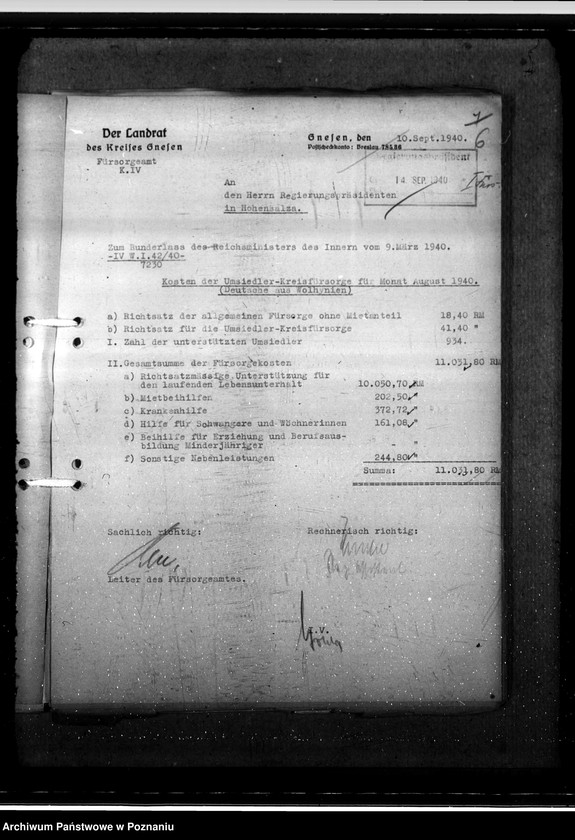 Der Landrat
des Kreises Gnesen
Fürsorgeamt
K.IV
Gnesen, den 10.Sept.1940.
Postscheckkonto: Breslau
6
14 SEP. 1940
An
den Herrn Regierungspräsidenten
in Hohensalza.
Zum Runderlass des Reichsministers des Innern vom 9.März 1940.
-IV W.I.42/40-
7230
Kosten der Umsiedler-Kreisfürsorge für Monat August 1940.
(Deutsche aus Wolhynien)
a) Richtsatz der allgemeinen Fürsorge ohne Mietanteil 18,40 RM
b) Richtsatz für die Umsiedler-Kreisfürsorge 41,40 "
I. Zahl der unterstützten Umsiedler 934.
II.Gesamtsumme der Fürsorgekosten 11.031,80 RM
a) Richtsatzmässige Unterstützung für
den laufenden Lebensunterhalt 10.050,70 RM
b) Mietbeihilfen 202,50 "
c) Krankenhilfe 372,72 "
d) Hilfe für Schwangere und Wöchnerinnen 161,08 "
e) Beihilfe für Erziehung und Berufsaus-
bildung Minderjähriger - "
f) Sonstige Nebenleistungen 244,80 "
Summa: 11.031,80 RM
Sachlich richtig: Rechnerisch richtig:
Leiter des Fürsorgeamtes.
I.V.
Archiwum Państwowe w Poznaniu